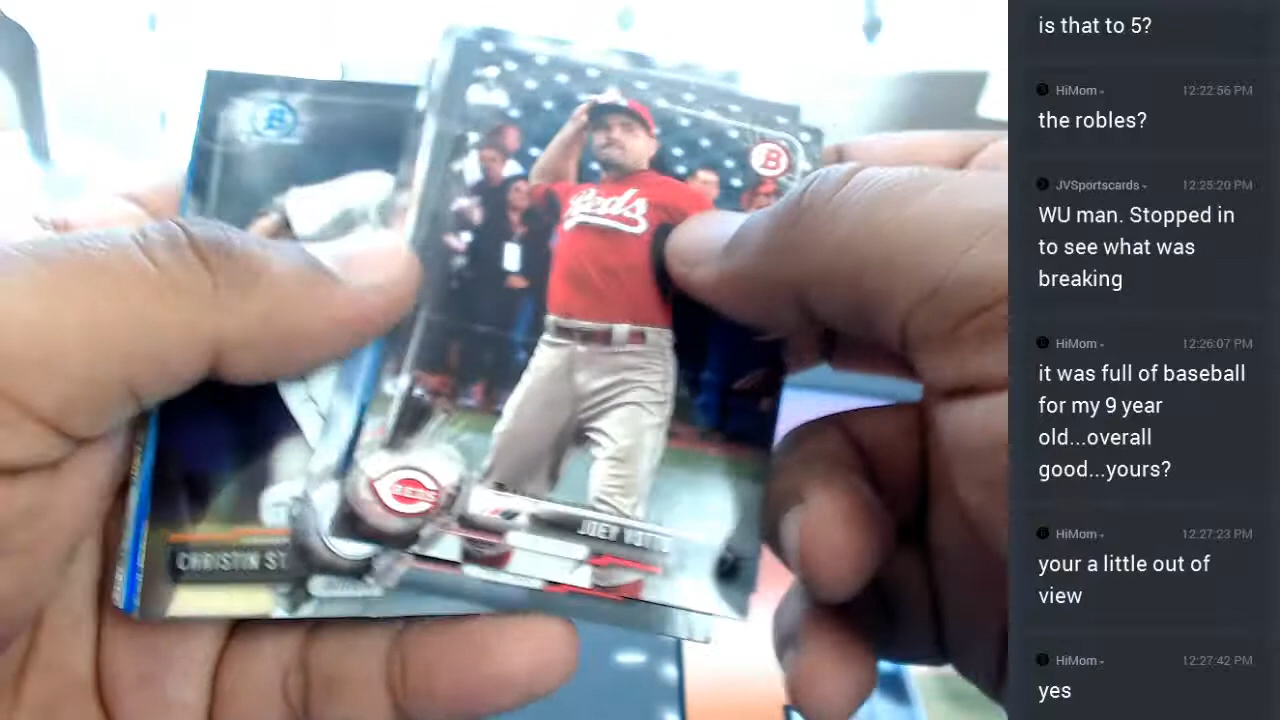 B
B
Reds
REDS
JOEY VOTTO
CHRISTIN ST
is that to 5?
HiMom
12:22:56 PM
the robles?
JVSportscards
12:25:20 PM
WU man. Stopped in
to see what was
breaking
HiMom
12:26:07 PM
it was full of baseball
for my 9 year
old...overall
good...yours?
HiMom
12:27:23 PM
your a little out of
view
HiMom
12:27:42 PM
yes